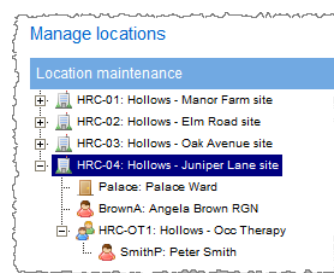 Manage locations
Location maintenance
HRC-01: Hollows - Manor Farm site
HRC-02: Hollows - Elm Road site
HRC-03: Hollows - Oak Avenue site
HRC-04: Hollows - Juniper Lane site
Palace: Palace Ward
BrownA: Angela Brown RGN
HRC-OT1: Hollows - Occ Therapy
SmithP: Peter Smith